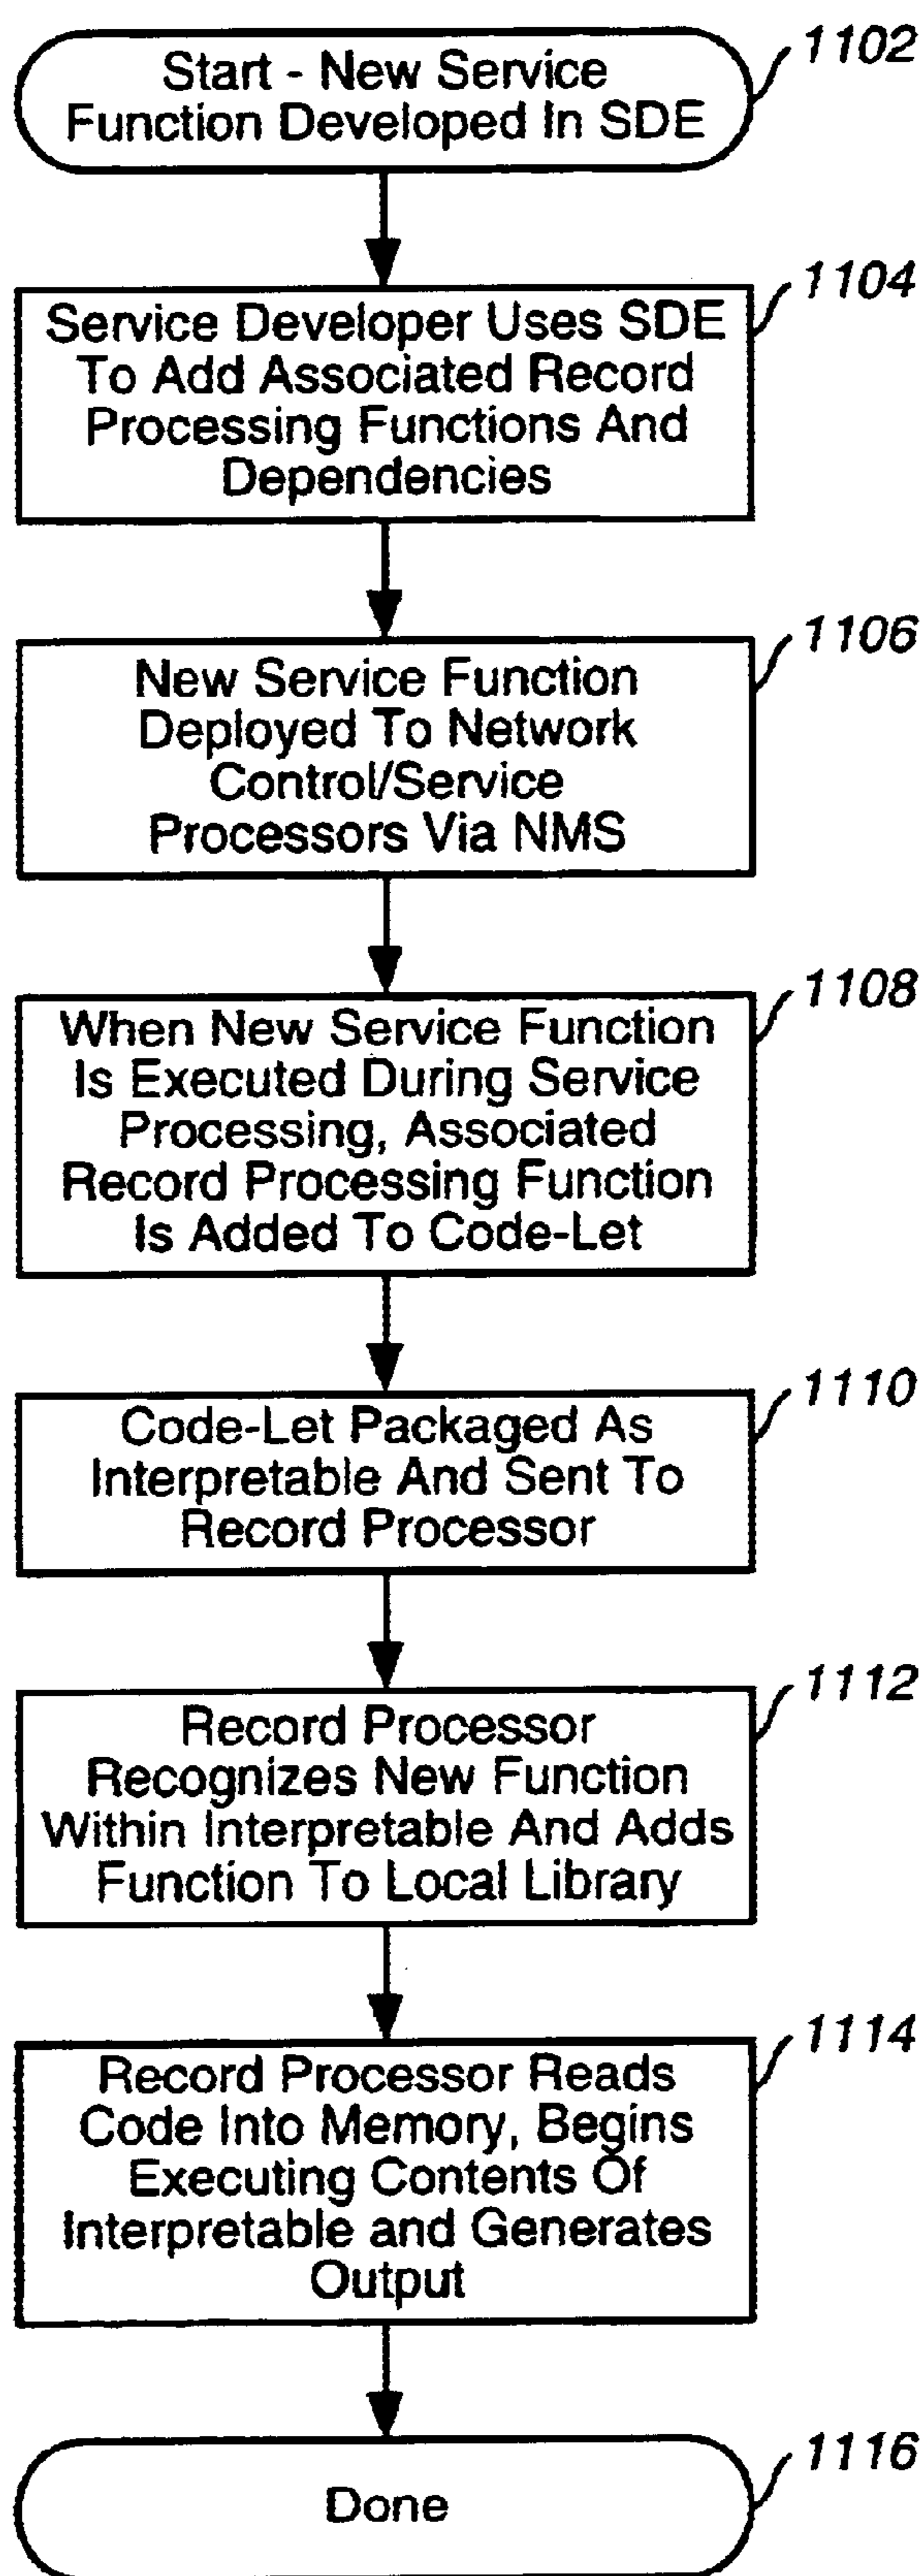 1102
Start - New Service
Function Developed In SDE
1104
Service Developer Uses SDE
To Add Associated Record
Processing Functions And
Dependencies
1106
New Service Function
Deployed To Network
Control/Service
Processors Via NMS
1108
When New Service Function
Is Executed During Service
Processing, Associated
Record Processing Function
Is Added To Code-Let
1110
Code-Let Packaged As
Interpretable And Sent To
Record Processor
1112
Record Processor
Recognizes New Function
Within Interpretable And Adds
Function To Local Library
1114
Record Processor Reads
Code Into Memory, Begins
Executing Contents Of
Interpretable and Generates
Output
1116
Done